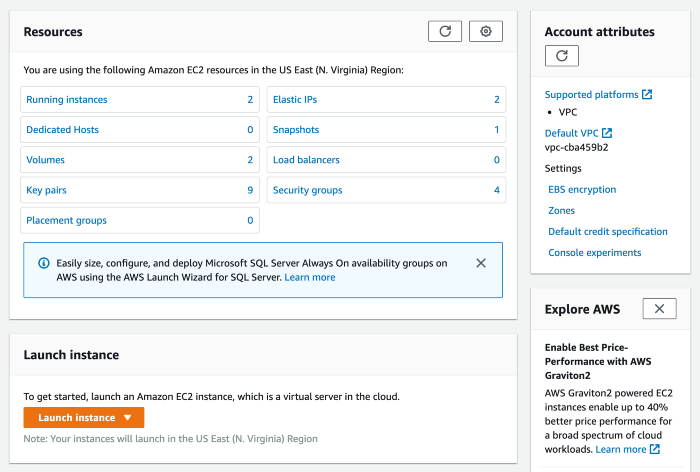 Resources
You are using the following Amazon EC2 resources in the US East (N. Virginia) Region:
Running instances 2
Elastic IPs 2
Dedicated Hosts 0
Snapshots 1
Volumes 2
Load balancers 0
Key pairs 9
Security groups 4
Placement groups 0
Easily size, configure, and deploy Microsoft SQL Server Always On availability groups on
AWS using the AWS Launch Wizard for SQL Server. Learn more
Launch instance
To get started, launch an Amazon EC2 instance, which is a virtual server in the cloud.
Launch instance
Note: Your instances will launch in the US East (N. Virginia) Region
Account attributes
Supported platforms
• VPC
Default VPC
vpc-cba459b2
Settings
EBS encryption
Zones
Default credit specification
Console experiments
Explore AWS
Enable Best Price-
Performance with AWS
Graviton2
AWS Graviton2 powered EC2
instances enable up to 40%
better price performance for
a broad spectrum of cloud
workloads. Learn more